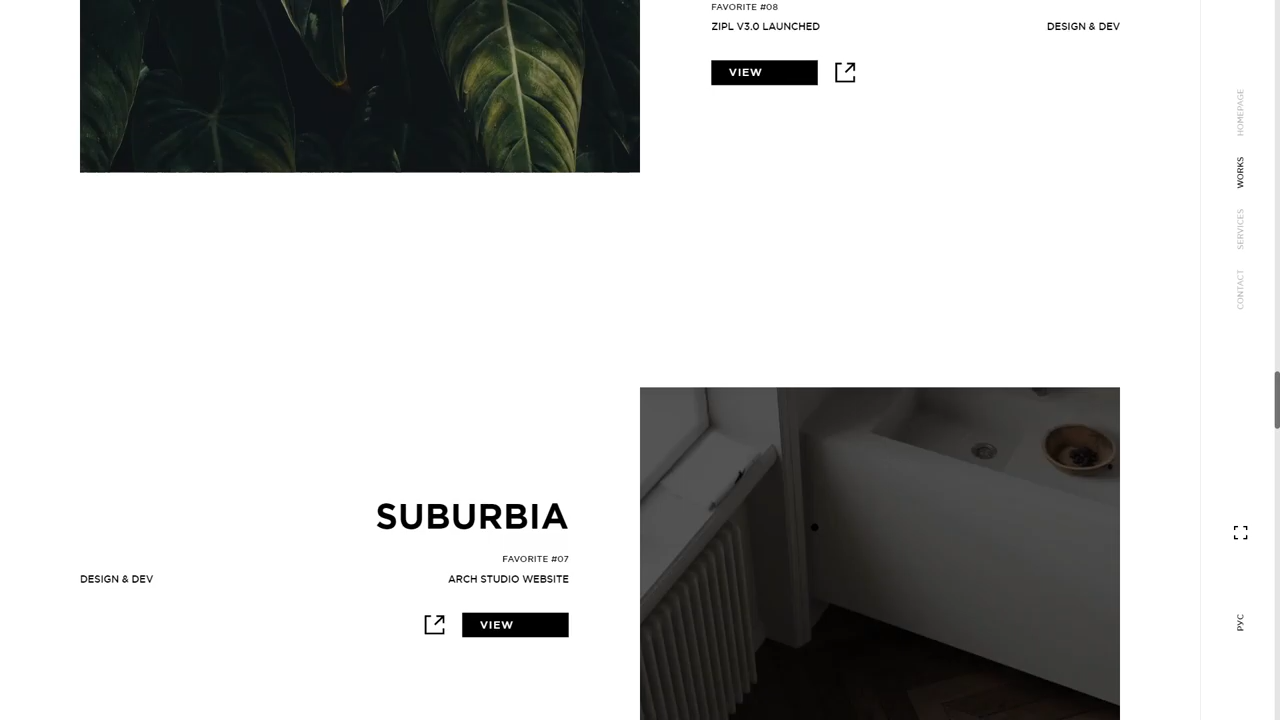 FAVORITE #08
ZIPL V3.0 LAUNCHED
DESIGN & DEV
VIEW
SUBURBIA
FAVORITE #07
DESIGN & DEV
ARCH STUDIO WEBSITE
VIEW
HOMEPAGE
WORKS
SERVICES
CONTACT
РУС